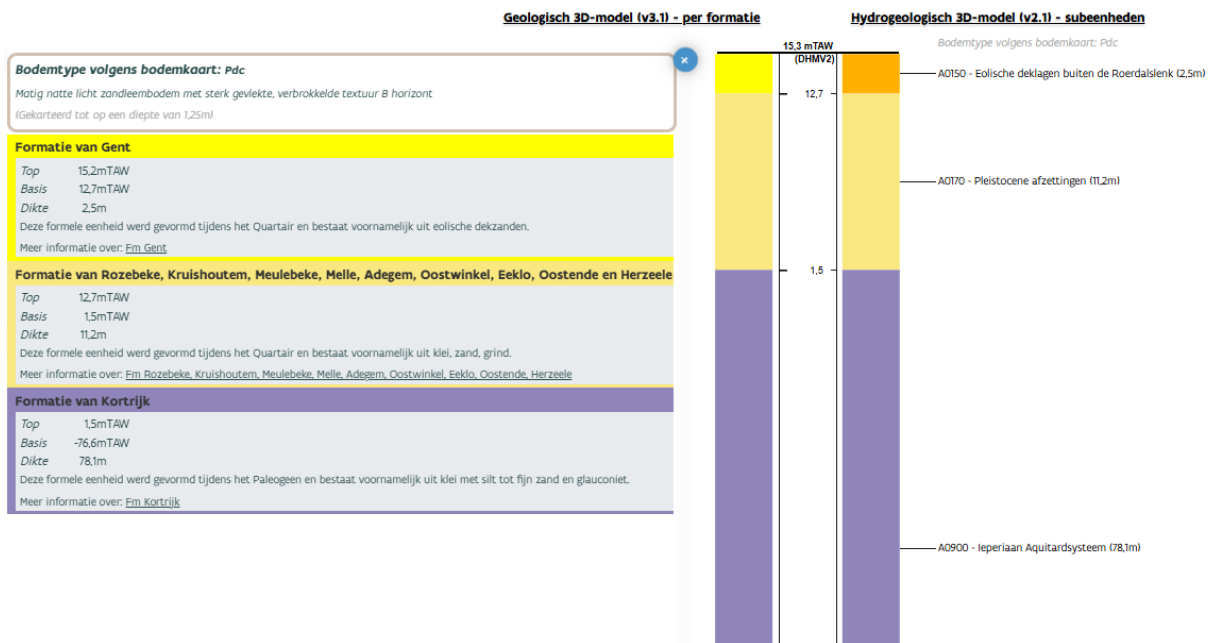 Geologisch 3D-model (v3.1) - per formatie
Hydrogeologisch 3D-model (v2.1) - subeenheden
Bodemtype volgens bodemkaart: Pdc
Matig natte licht zandleembodem met sterk gevlekte, verbrokkelde textuur B horizont
(Gekarteerd tot op een diepte van 1,25m)
×
Formatie van Gent
Top 15,2mTAW
Basis 12,7mTAW
Dikte 2,5m
Deze formele eenheid werd gevormd tijdens het Quartair en bestaat voornamelijk uit eolische dekzanden.
Meer informatie over: Fm Gent
Formatie van Rozebeke, Kruishoutem, Meulebeke, Melle, Adegem, Oostwinkel, Eeklo, Oostende en Herzeele
Top 12,7mTAW
Basis 1,5mTAW
Dikte 11,2m
Deze formele eenheid werd gevormd tijdens het Quartair en bestaat voornamelijk uit klei, zand, grind.
Meer informatie over: Fm Rozebeke, Kruishoutem, Meulebeke, Melle, Adegem, Oostwinkel, Eeklo, Oostende, Herzeele
Formatie van Kortrijk
Top 1,5mTAW
Basis -76,6mTAW
Dikte 78,1m
Deze formele eenheid werd gevormd tijdens het Paleogeen en bestaat voornamelijk uit klei met silt tot fijn zand en glauconiet.
Meer informatie over: Fm Kortrijk
15,3 mTAW
(DHMV2)
12,7
1,5
Bodemtype volgens bodemkaart: Pdc
A0150 - Eolische deklagen buiten de Roerdalslenk (2,5m)
A0170 - Pleistocene afzettingen (11,2m)
A0900 - Ieperiaan Aquitardsysteem (78,1m)